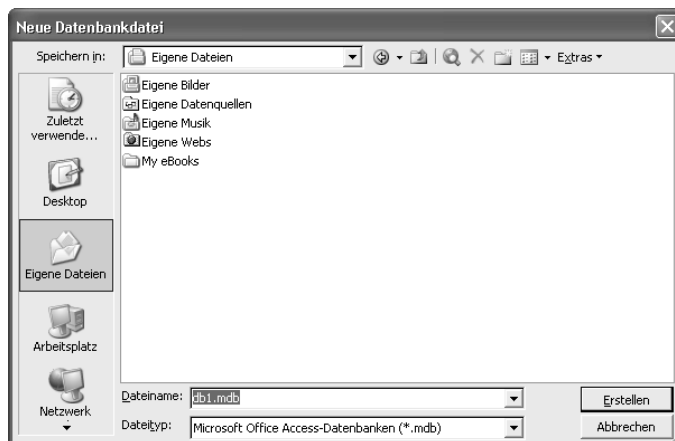 Neue Datenbankdatei
Speichern in: Eigene Dateien Extras
Zuletzt verwende...
Desktop
Eigene Dateien
Arbeitsplatz
Netzwerk
Eigene Bilder
Eigene Datenquellen
Eigene Musik
Eigene Webs
My eBooks
Dateiname: db1.mdb Erstellen
Dateityp: Microsoft Office Access-Datenbanken (*.mdb) Abbrechen